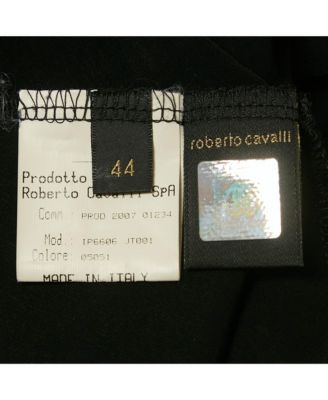 44
Prodotto
Roberto Cavalli SpA
Comm.: PROD 2007 01234
Mod.: IP6606 JT001
Colore: 05051
MADE IN ITALY
roberto cavalli